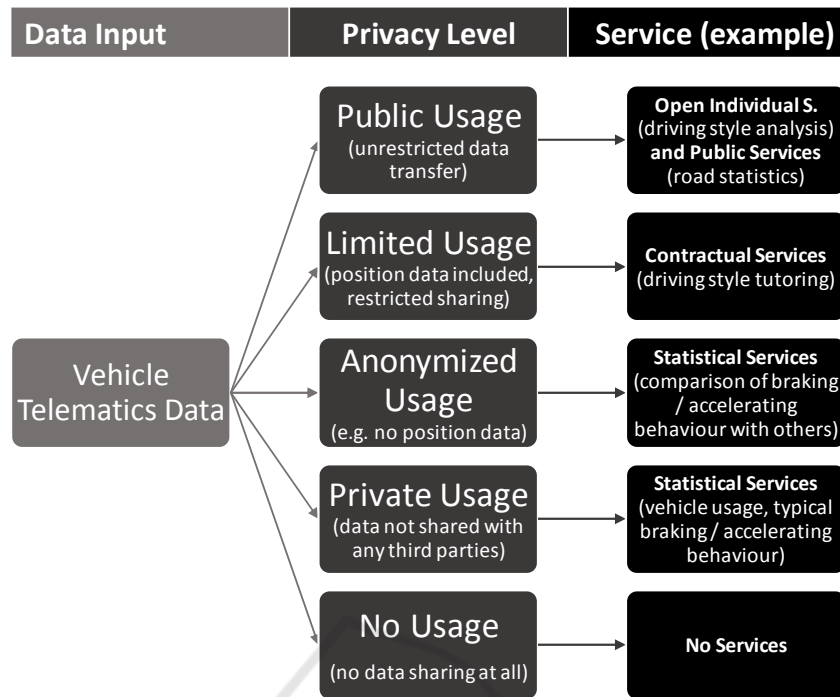 Data Input
Privacy Level
Service (example)
Public Usage
(unrestricted data
transfer)
Open Individual S.
(driving style analysis)
and Public Services
(road statistics)
Limited Usage
(position data included,
restricted sharing)
Contractual Services
(driving style tutoring)
Vehicle
Telematics Data
Anonymized
Usage
(e.g. no position data)
Statistical Services
(comparison of braking
/ accelerating
behaviour with others)
Private Usage
(data not shared with
any third parties)
Statistical Services
(vehicle usage, typical
braking / accelerating
behaviour)
No Usage
(no data sharing at all)
No Services